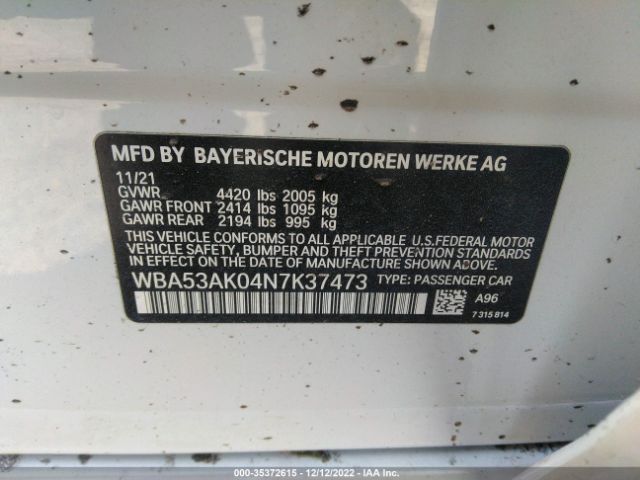 MFD BY BAYERISCHE MOTOREN WERKE AG
11/21
GVWR 4420 lbs 2005 kg
GAWR FRONT 2414 lbs 1095 kg
GAWR REAR 2194 lbs 995 kg
THIS VEHICLE CONFORMS TO ALL APPLICABLE U.S.FEDERAL MOTOR
VEHICLE SAFETY, BUMPER AND THEFT PREVENTION STANDARDS
IN EFFECT ON THE DATE OF MANUFACTURE SHOWN ABOVE.
WBA53AK04N7K37473 TYPE: PASSENGER CAR
A96
7 315 814
000-35372615 - 12/12/2022 - IAA Inc.